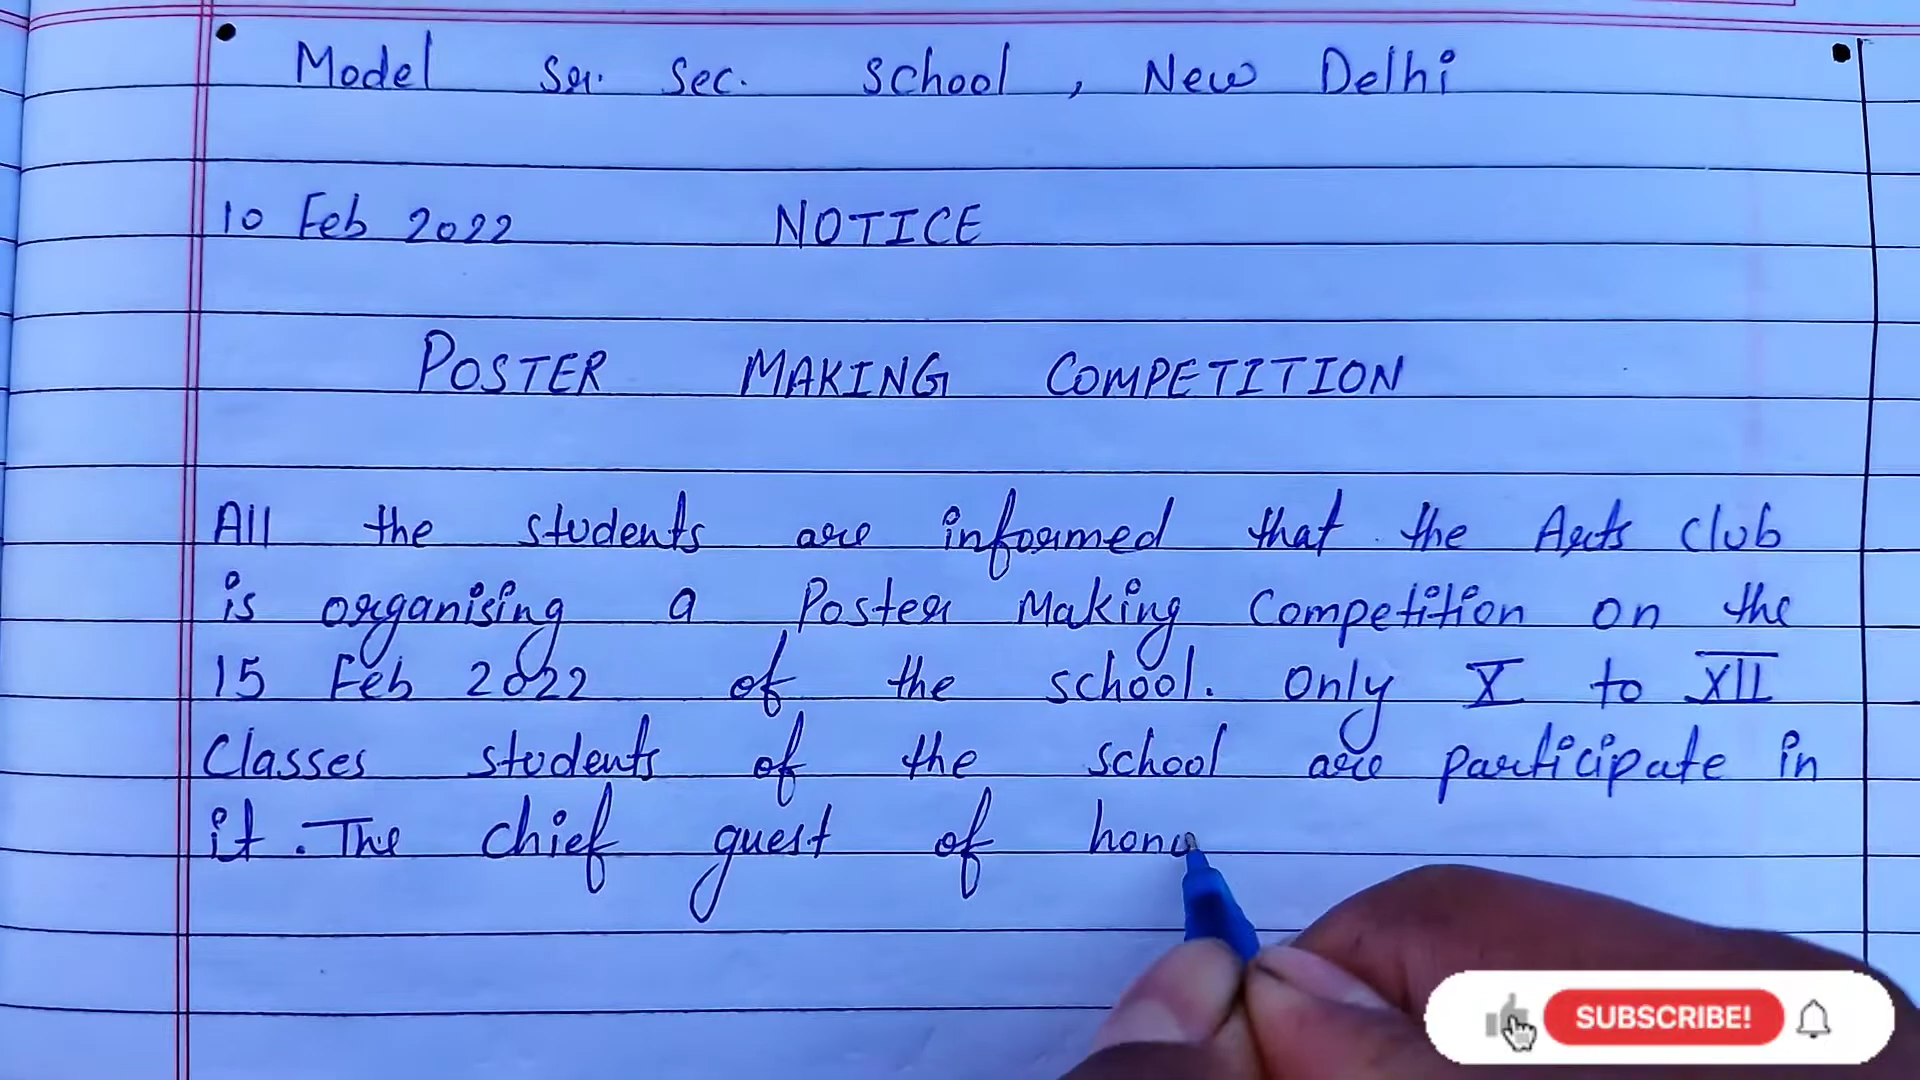 Model Sr. Sec. School, New Delhi
10 Feb 2022 NOTICE
POSTER MAKING COMPETITION
All the students are informed that the Arts club
is organising a Poster Making Competition on the
15 Feb 2022 of the school. Only X to XII
Classes students of the school are participate in
it. The chief guest of hono
SUBSCRIBE!